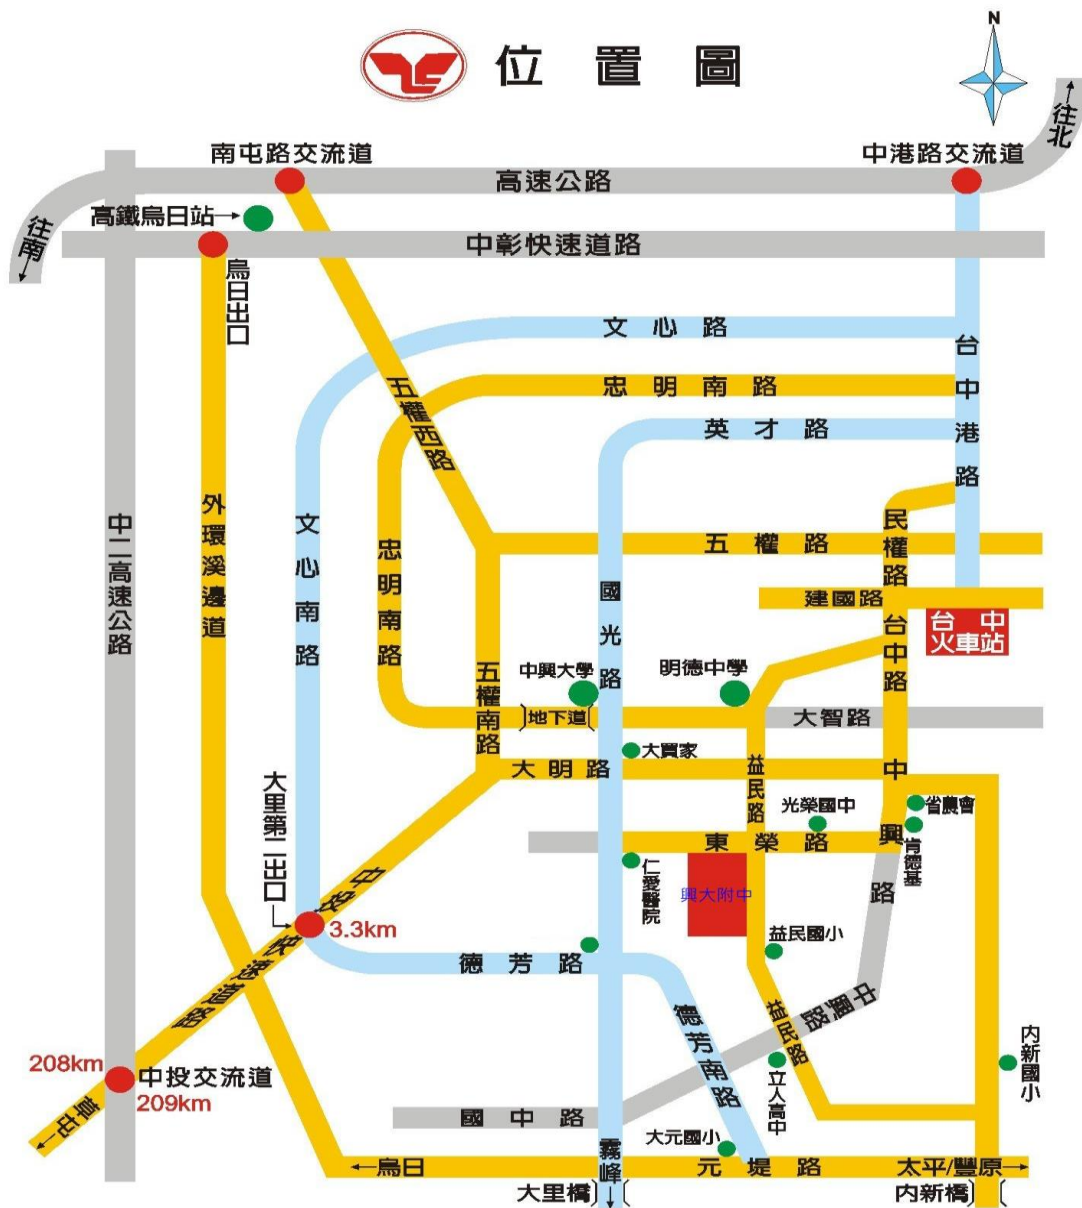 N
位置圖
往北
南屯路交流道
中港路交流道
高速公路
高鐵烏日站
往南
中彰快速道路
烏日出口
文心路
台中港路
忠明南路
五權西路
英才路
外環溪邊道
中二高速公路
文心南路
忠明南路
民權路
五權路
國光路
建國路
台中
火車站
台中路
中興大學
明德中學
五權南路
地下道
大智路
大買家
大明路
益民路
中興路
大里第二出口
光榮國中
省農會
東榮路
肯德基
仁愛醫院
興大附中
中投快速道路
3.3km
益民國小
德芳路
中興路
益民路
德芳南路
內新國小
208km
中投交流道
209km
立人高中
草屯
國中路
大元國小
霧峰
烏日
元堤路
太平/豐原
大里橋
內新橋